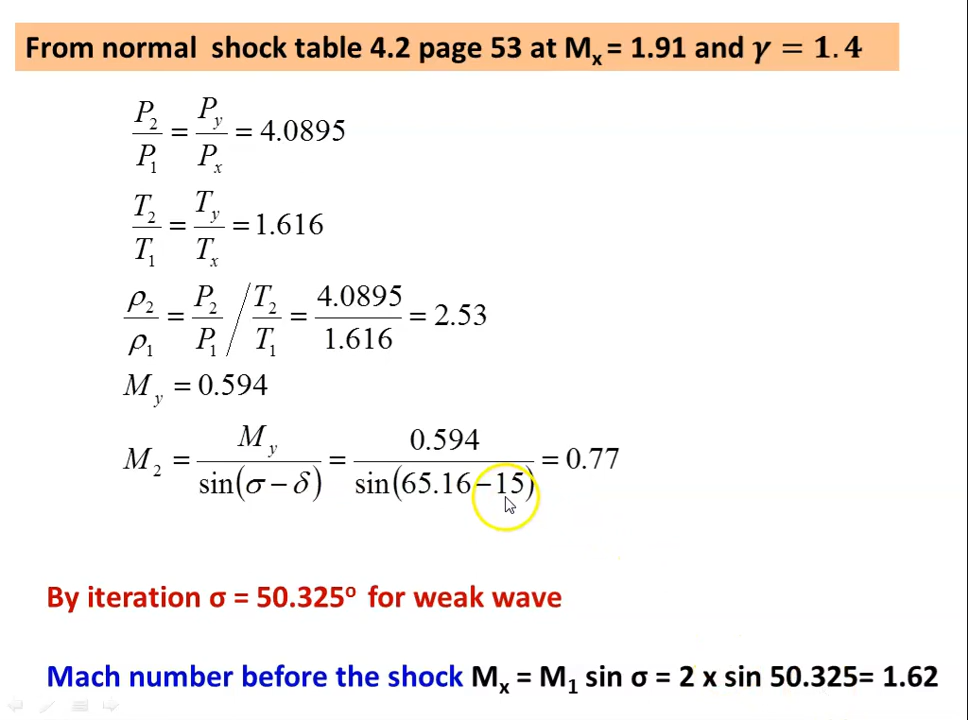 From normal shock table 4.2 page 53 at Mₓ = 1.91 and γ = 1.4
P₂/P₁ = P_y/P_x = 4.0895
T₂/T₁ = T_y/T_x = 1.616
ρ₂/ρ₁ = P₂/P₁ / T₂/T₁ = 4.0895/1.616 = 2.53
M_y = 0.594
M₂ = M_y/sin(σ − δ) = 0.594/sin(65.16−15) = 0.77
By iteration σ = 50.325° for weak wave
Mach number before the shock Mₓ = M₁ sin σ = 2 x sin 50.325= 1.62